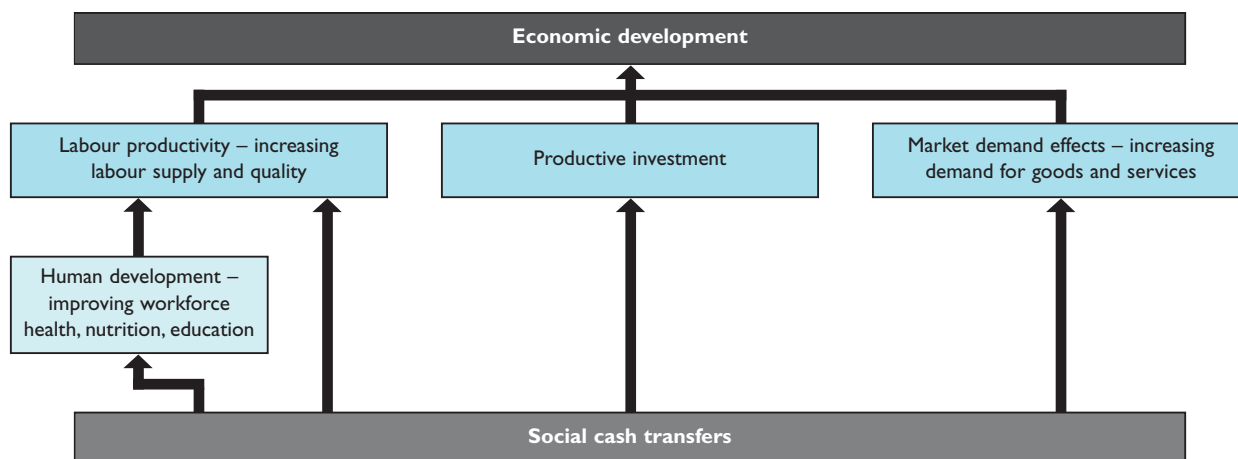 Economic development
Labour productivity – increasing
labour supply and quality
Productive investment
Market demand effects – increasing
demand for goods and services
Human development –
improving workforce
health, nutrition, education
Social cash transfers